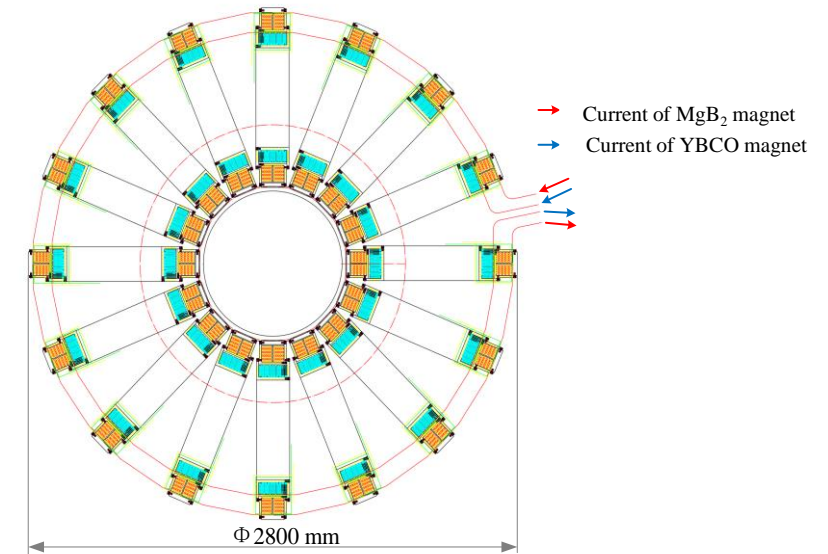 Current of MgB₂ magnet
Current of YBCO magnet
Φ2800 mm